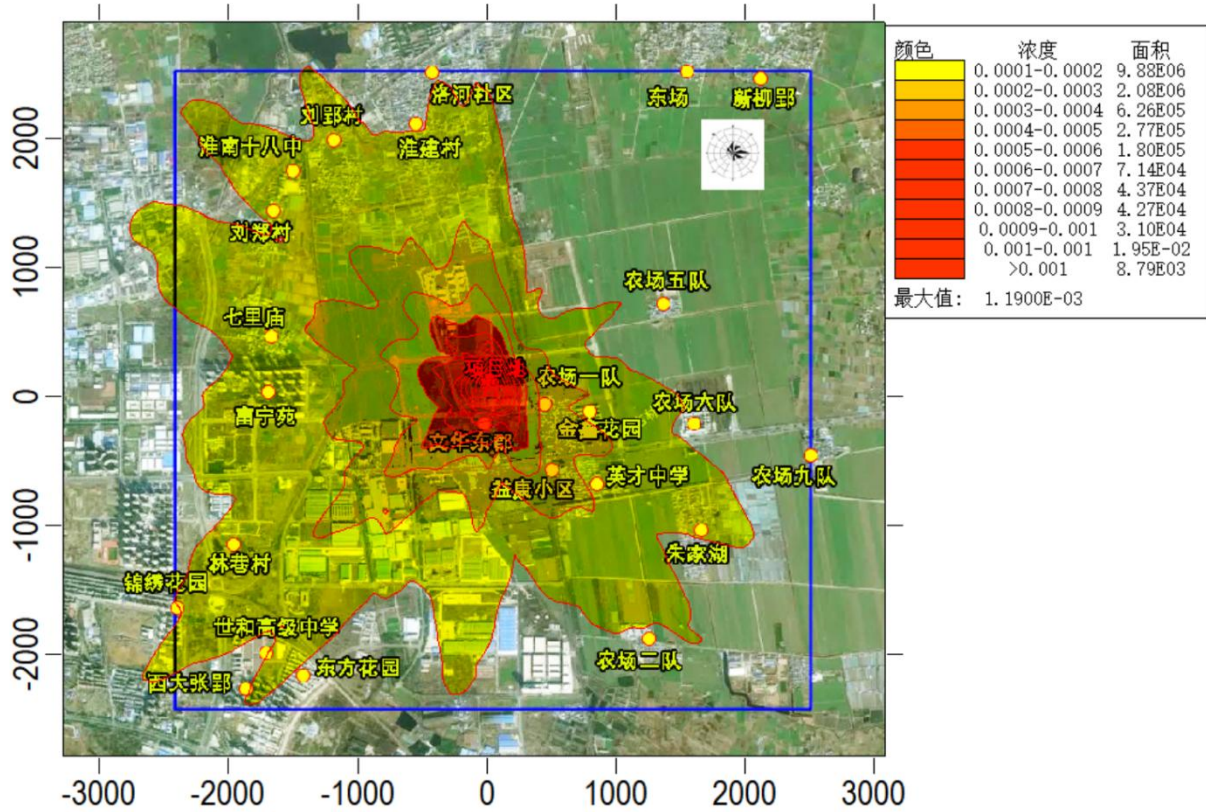 颜色 浓度 面积
0.0001-0.0002 9.88E06
0.0002-0.0003 2.08E06
0.0003-0.0004 6.26E05
0.0004-0.0005 2.77E05
0.0005-0.0006 1.80E05
0.0006-0.0007 7.14E04
0.0007-0.0008 4.37E04
0.0008-0.0009 4.27E04
0.0009-0.001 3.10E04
0.001-0.001 1.95E-02
>0.001 8.79E03
最大值: 1.1900E-03
洛河社区
东场
新柳郢
刘郢村
淮建村
淮南十八中
刘郑村
农场五队
七里庙
农场一队
富宁苑
农场六队
金鑫花园
文华东郡
农场九队
益康小区
英才中学
朱家湖
林巷村
锦绣花园
世和高级中学
东方花园
农场二队
西大张郢
2000
1000
0
-1000
-2000
-3000 -2000 -1000 0 1000 2000 3000